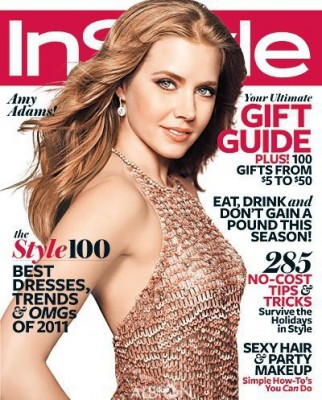 InStyle
Amy
Adams!
Your Ultimate
GIFT
GUIDE
PLUS! 100
GIFTS FROM
$5 TO $50
EAT, DRINK and
DON'T GAIN A
POUND THIS
SEASON!
the
Style100
BEST
DRESSES,
TRENDS
& OMGs
OF 2011
285
NO-COST
TIPS &
TRICKS
Survive the
Holidays
in Style
SEXY HAIR
& PARTY
MAKEUP
Simple How-To's
You Can Do